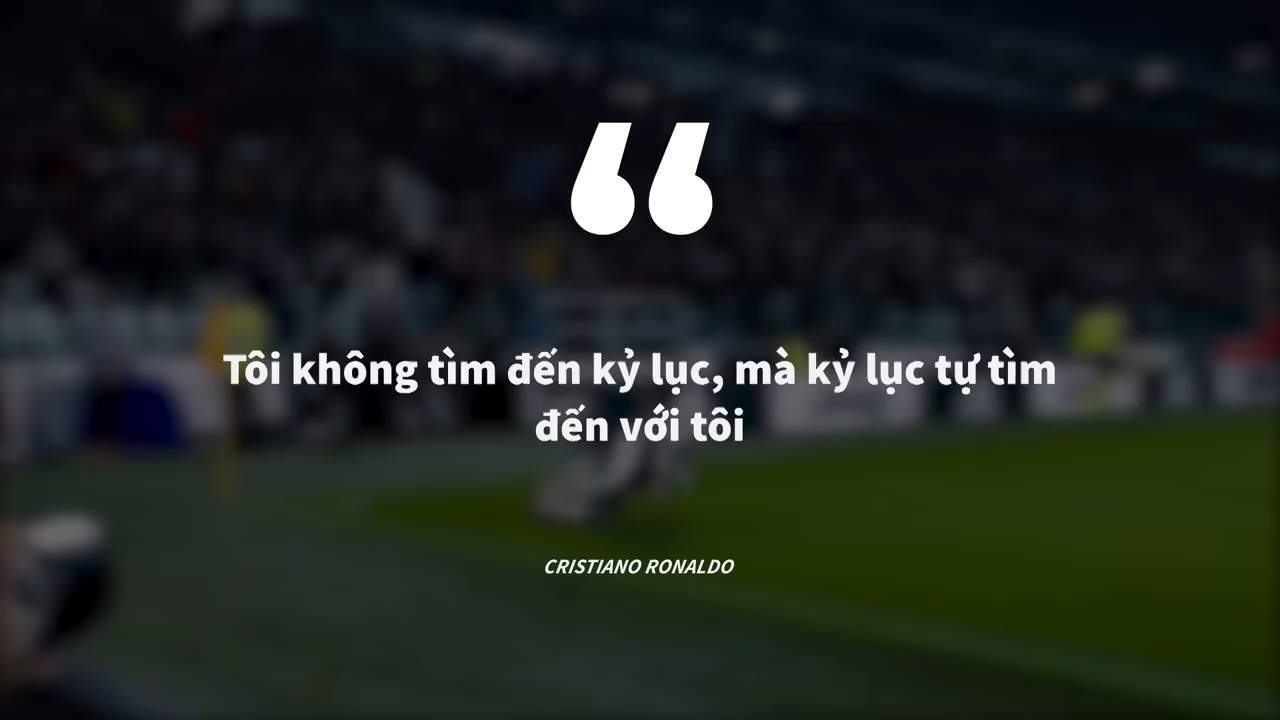 “
Tôi không tìm đến kỷ lục, mà kỷ lục tự tìm
đến với tôi
CRISTIANO RONALDO